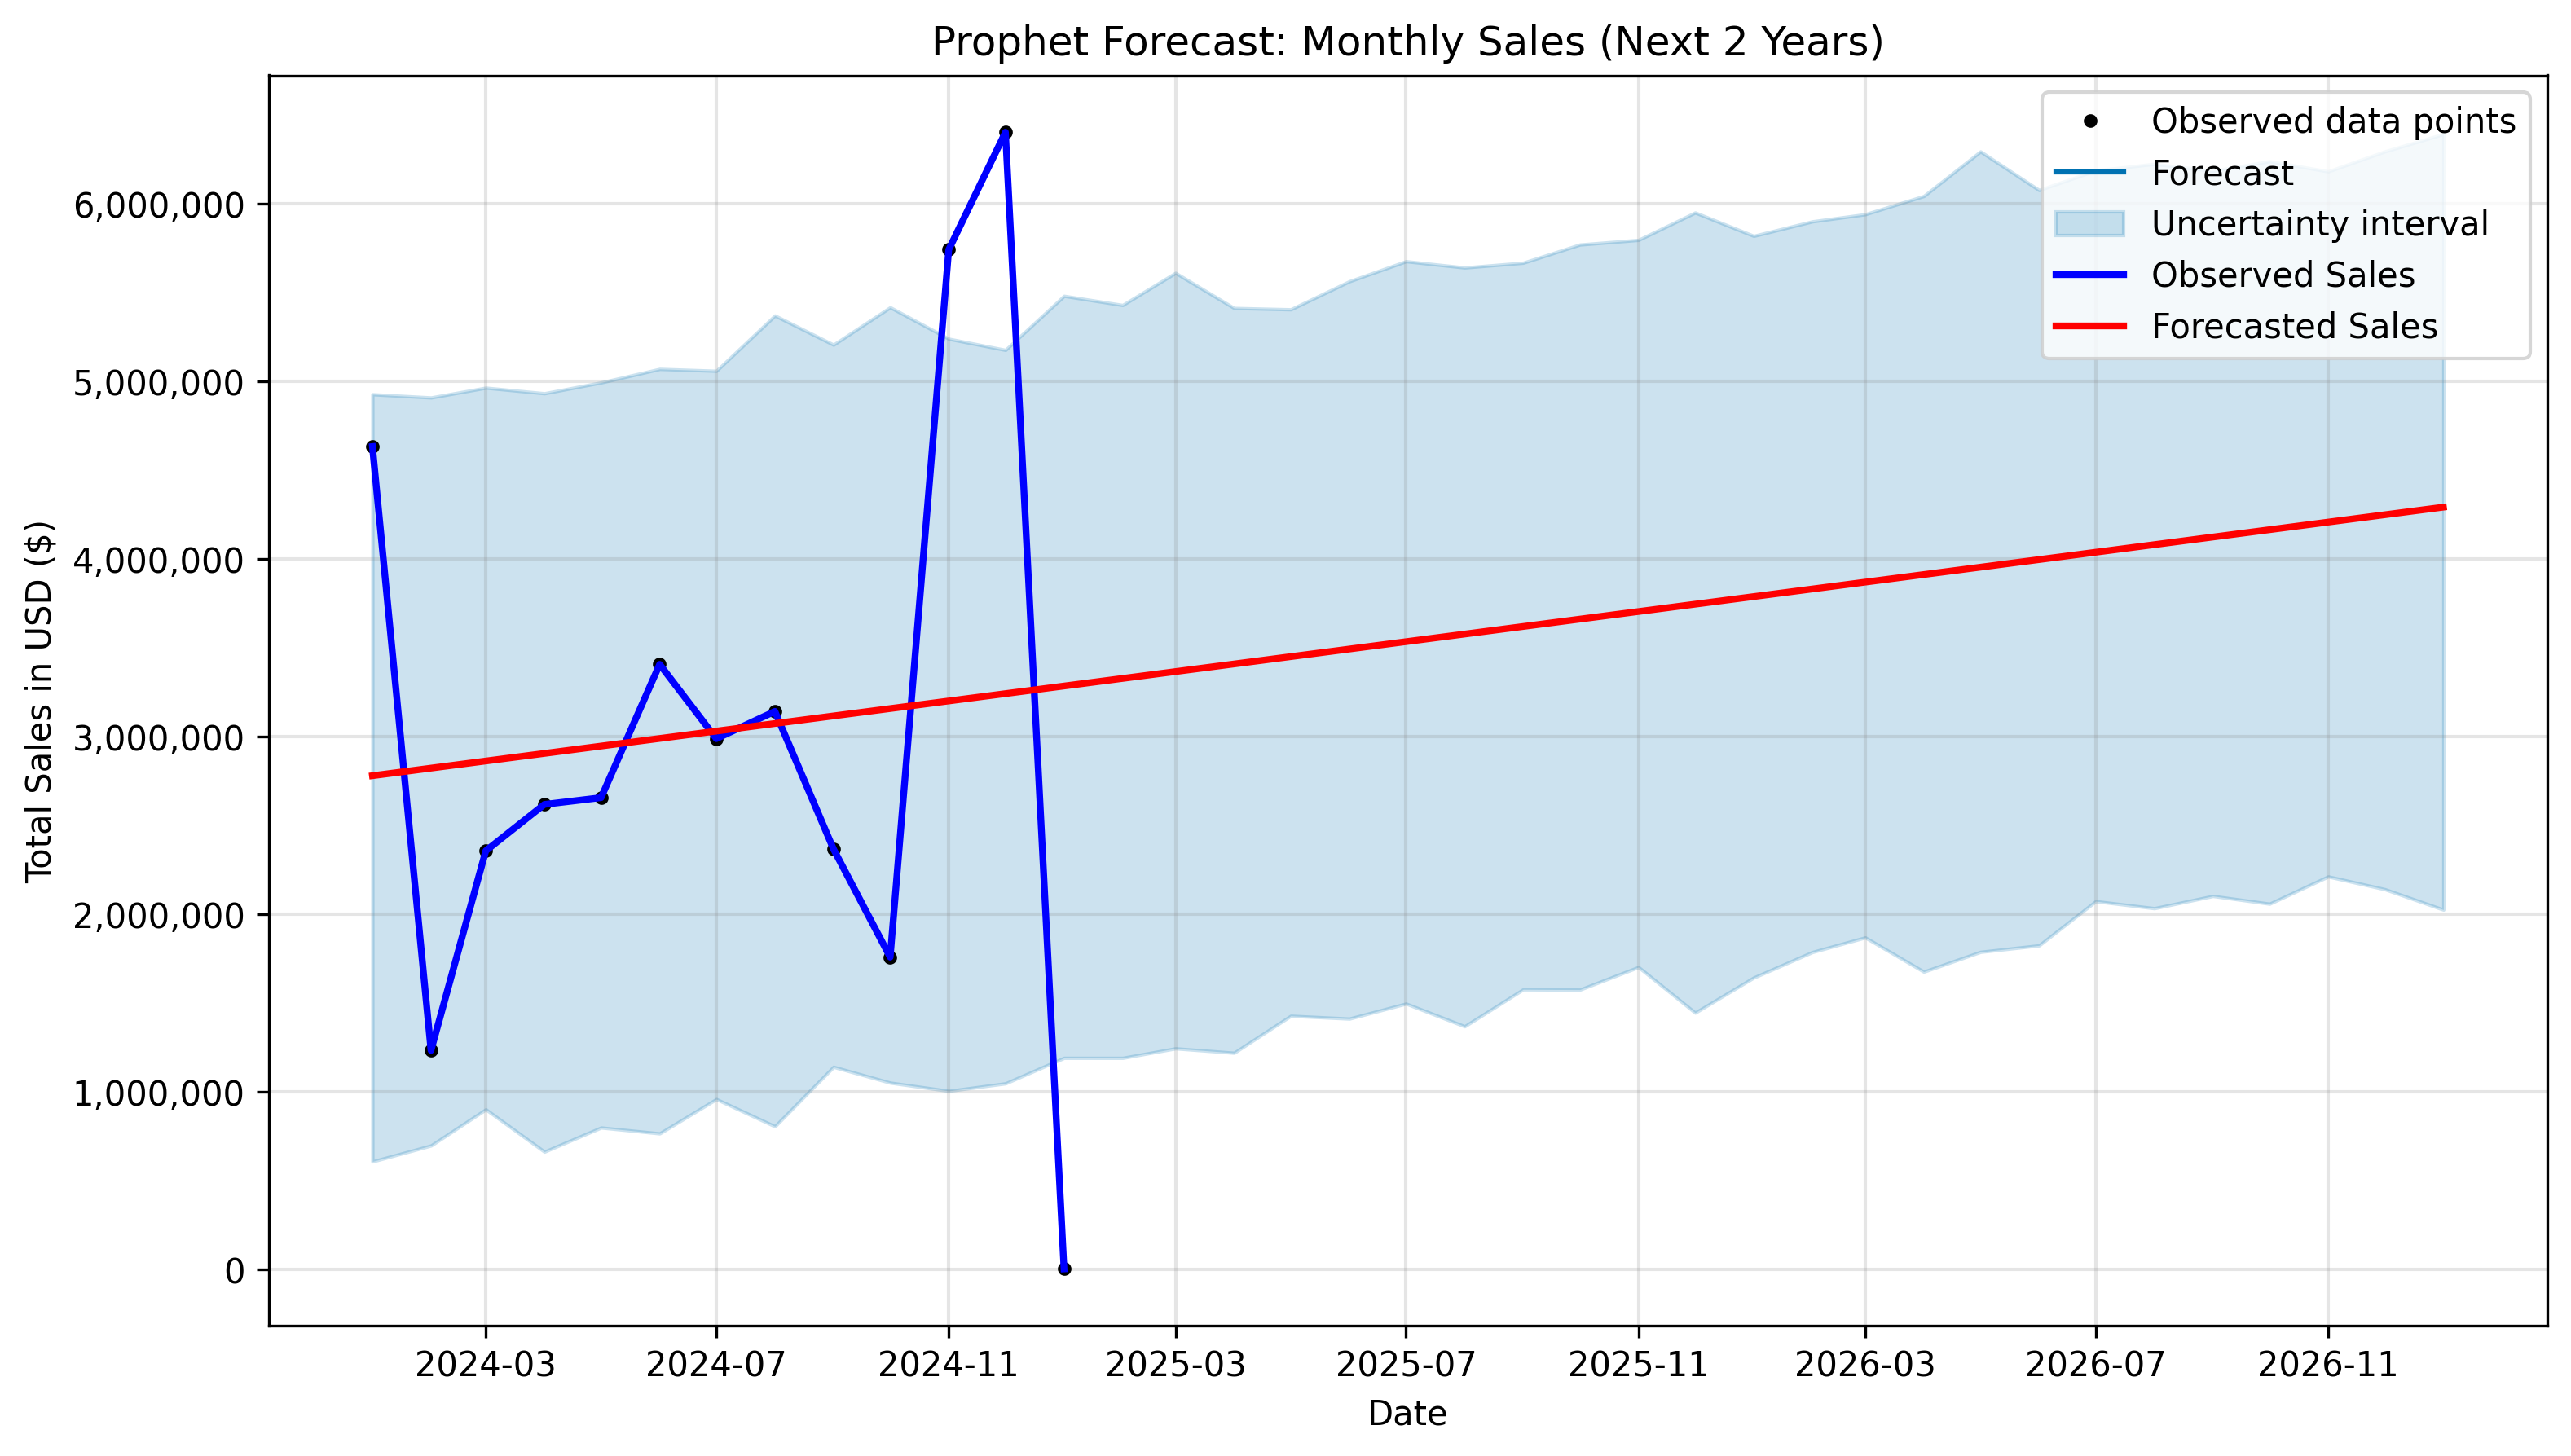 Prophet Forecast: Monthly Sales (Next 2 Years)
Observed data points
Forecast
Uncertainty interval
Observed Sales
Forecasted Sales
Total Sales in USD ($)
6,000,000
5,000,000
4,000,000
3,000,000
2,000,000
1,000,000
0
2024-03 2024-07 2024-11 2025-03 2025-07 2025-11 2026-03 2026-07 2026-11
Date